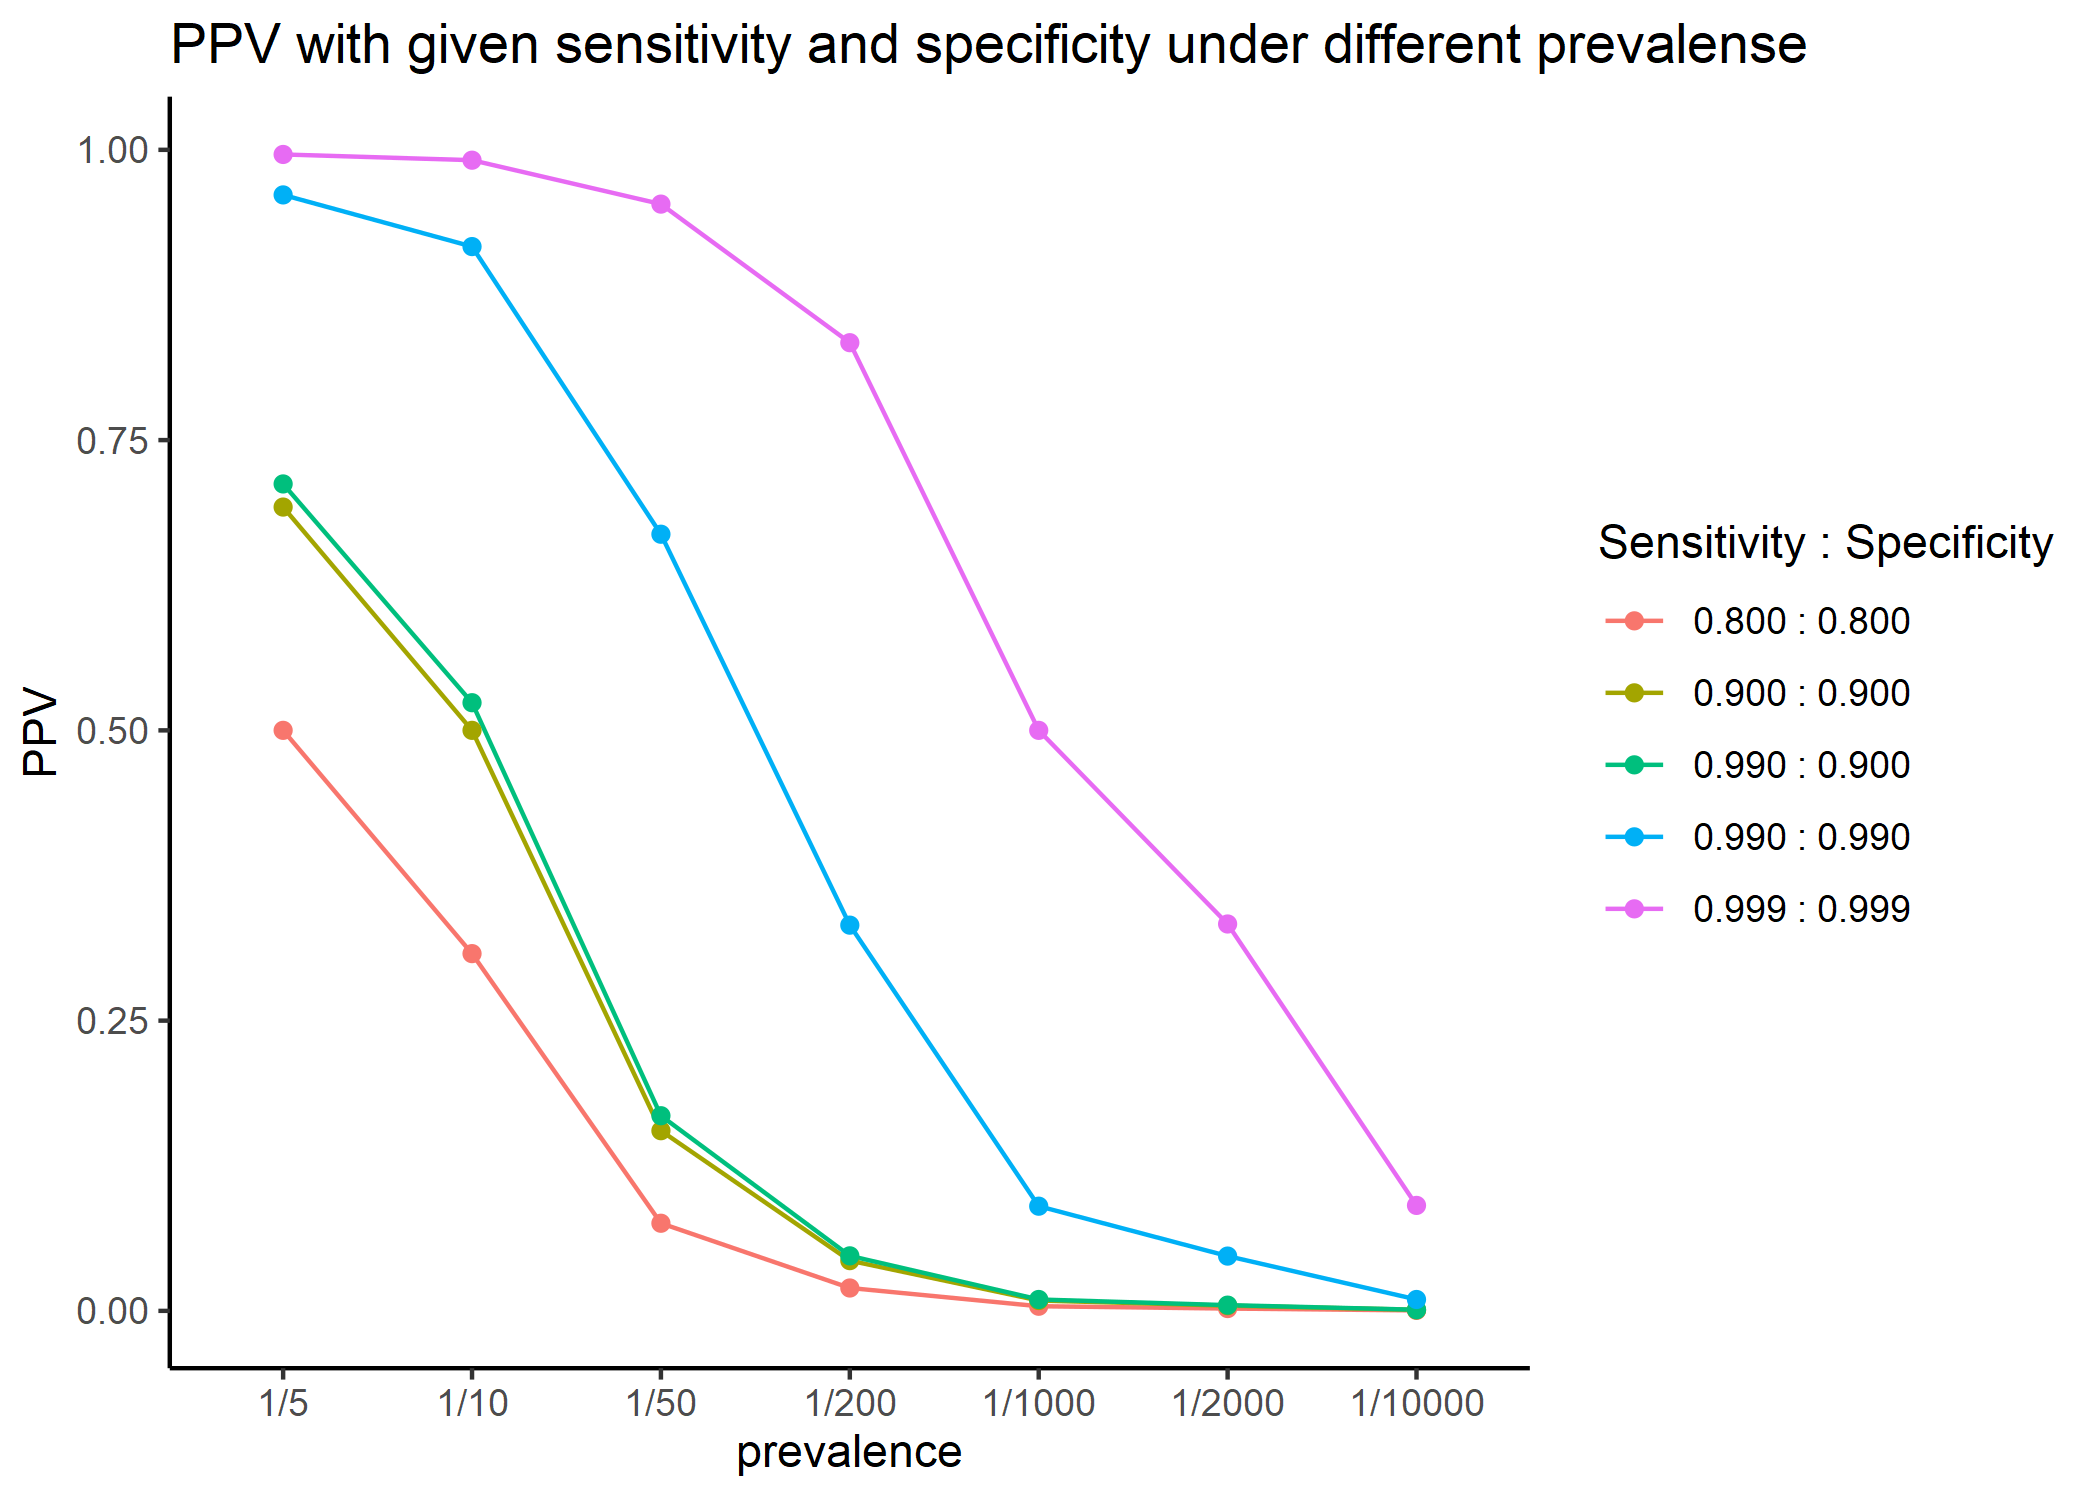 PPV with given sensitivity and specificity under different prevalense
1.00
0.75
0.50
0.25
0.00
PPV
1/5 1/10 1/50 1/200 1/1000 1/2000 1/10000
prevalence
Sensitivity : Specificity
0.800 : 0.800
0.900 : 0.900
0.990 : 0.900
0.990 : 0.990
0.999 : 0.999